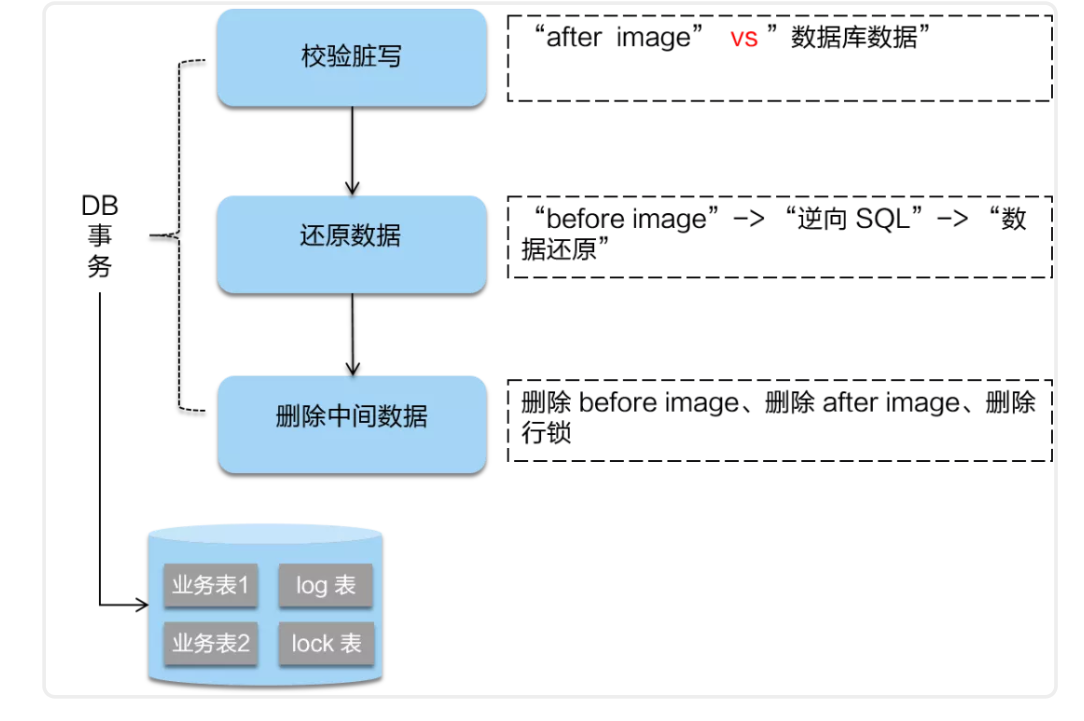 校验脏写
“after image” vs ”数据库数据”
DB
事
务
还原数据
“before image”–> “逆向 SQL”–> “数
据还原”
删除中间数据
删除 before image、删除 after image、删除
行锁
业务表1
log 表
业务表2
lock 表